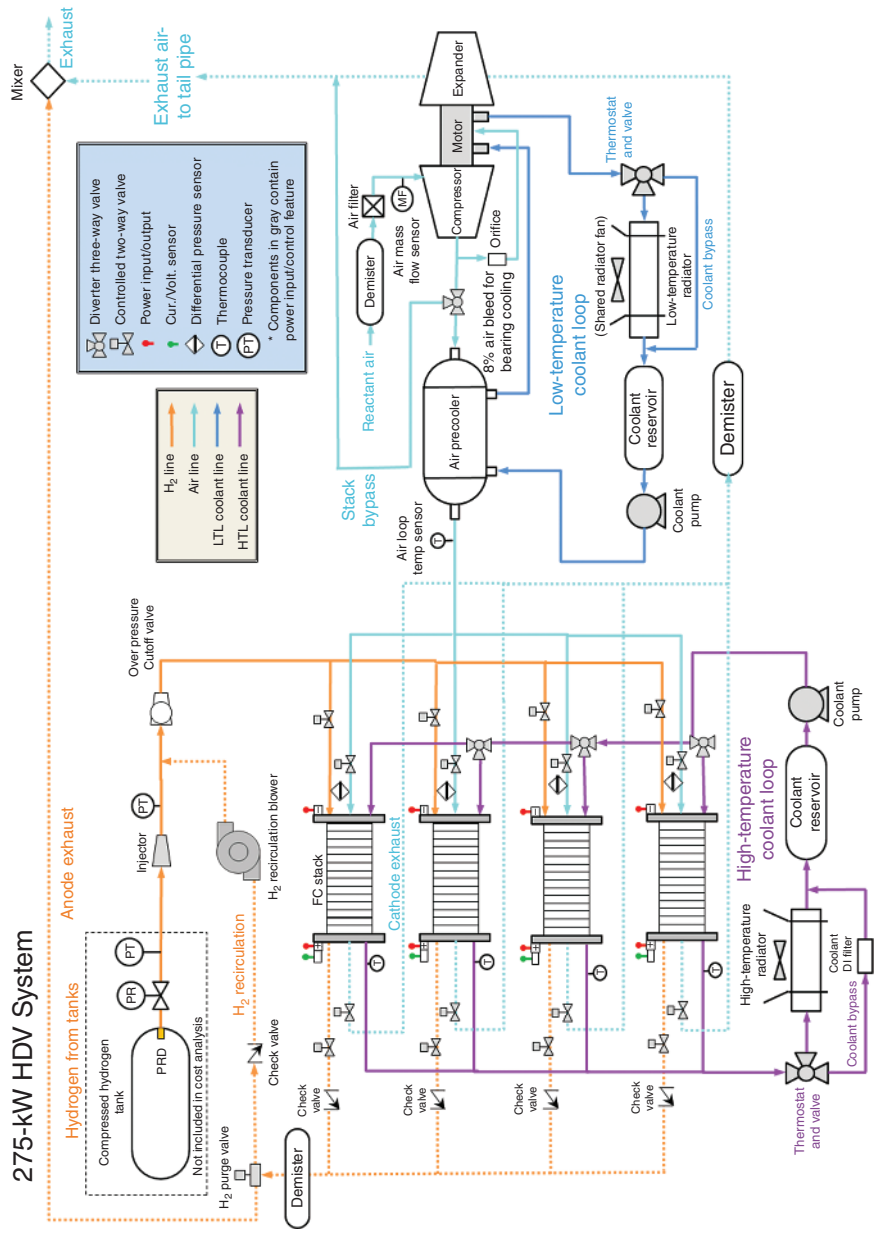 275-kW HDV System
Hydrogen from tanks
Anode exhaust
Compressed hydrogen
tank
PRD
Not included in cost analysis
PR
PT
Injector
PT
Over pressure
Cutoff valve
H2 purge valve
Check valve
H2 recirculation
H2 recirculation blower
Demister
H2 line
Air line
LTL coolant line
HTL coolant line
Diverter three-way valve
Controlled two-way valve
Power input/output
Cur./Volt. sensor
Differential pressure sensor
T
Thermocouple
PT
Pressure transducer
* Components in gray contain
power input/control feature
Mixer
Exhaust
Exhaust air-
to tail pipe
Stack
bypass
Reactant air
Demister
Air filter
MF
Air mass
flow sensor
Compressor
Motor
Expander
Orifice
8% air bleed for
bearing cooling
Air precooler
T
Air loop
temp sensor
Low-temperature
coolant loop
Thermostat
and valve
(Shared radiator fan)
Low-temperature
radiator
Coolant bypass
Coolant
reservoir
Coolant
pump
Demister
Check
valve
FC stack
T
Cathode exhaust
Check
valve
T
Check
valve
T
Check
valve
T
High-temperature
coolant loop
Thermostat
and valve
High-temperature
radiator
Coolant
DI filter
Coolant bypass
Coolant
reservoir
Coolant
pump